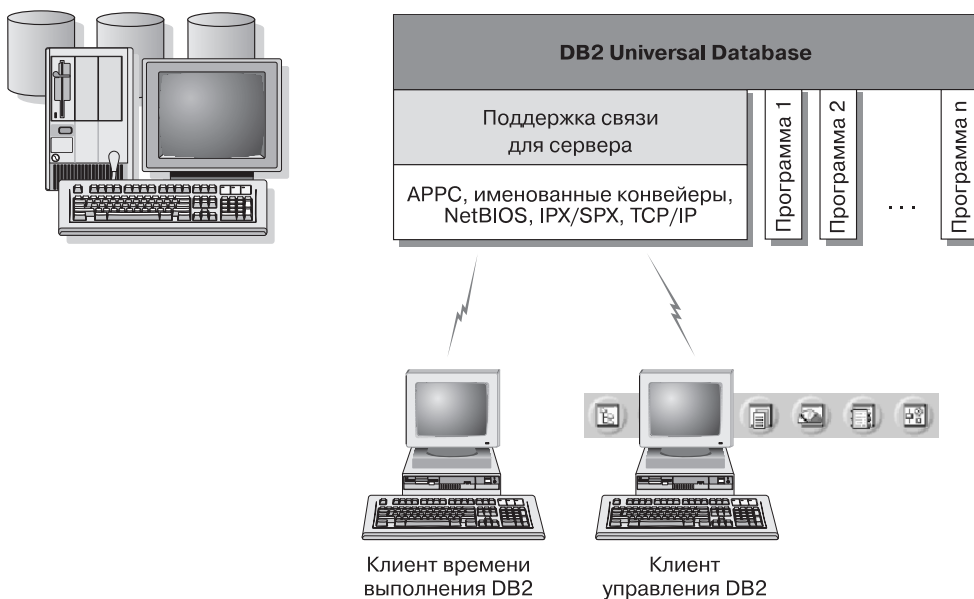 DB2 Universal Database
Поддержка связи
для сервера
APPC, именованные конвейеры,
NetBIOS, IPX/SPX, TCP/IP
Программа 1
Программа 2
. . .
Программа n
Клиент времени
выполнения DB2
Клиент
управления DB2